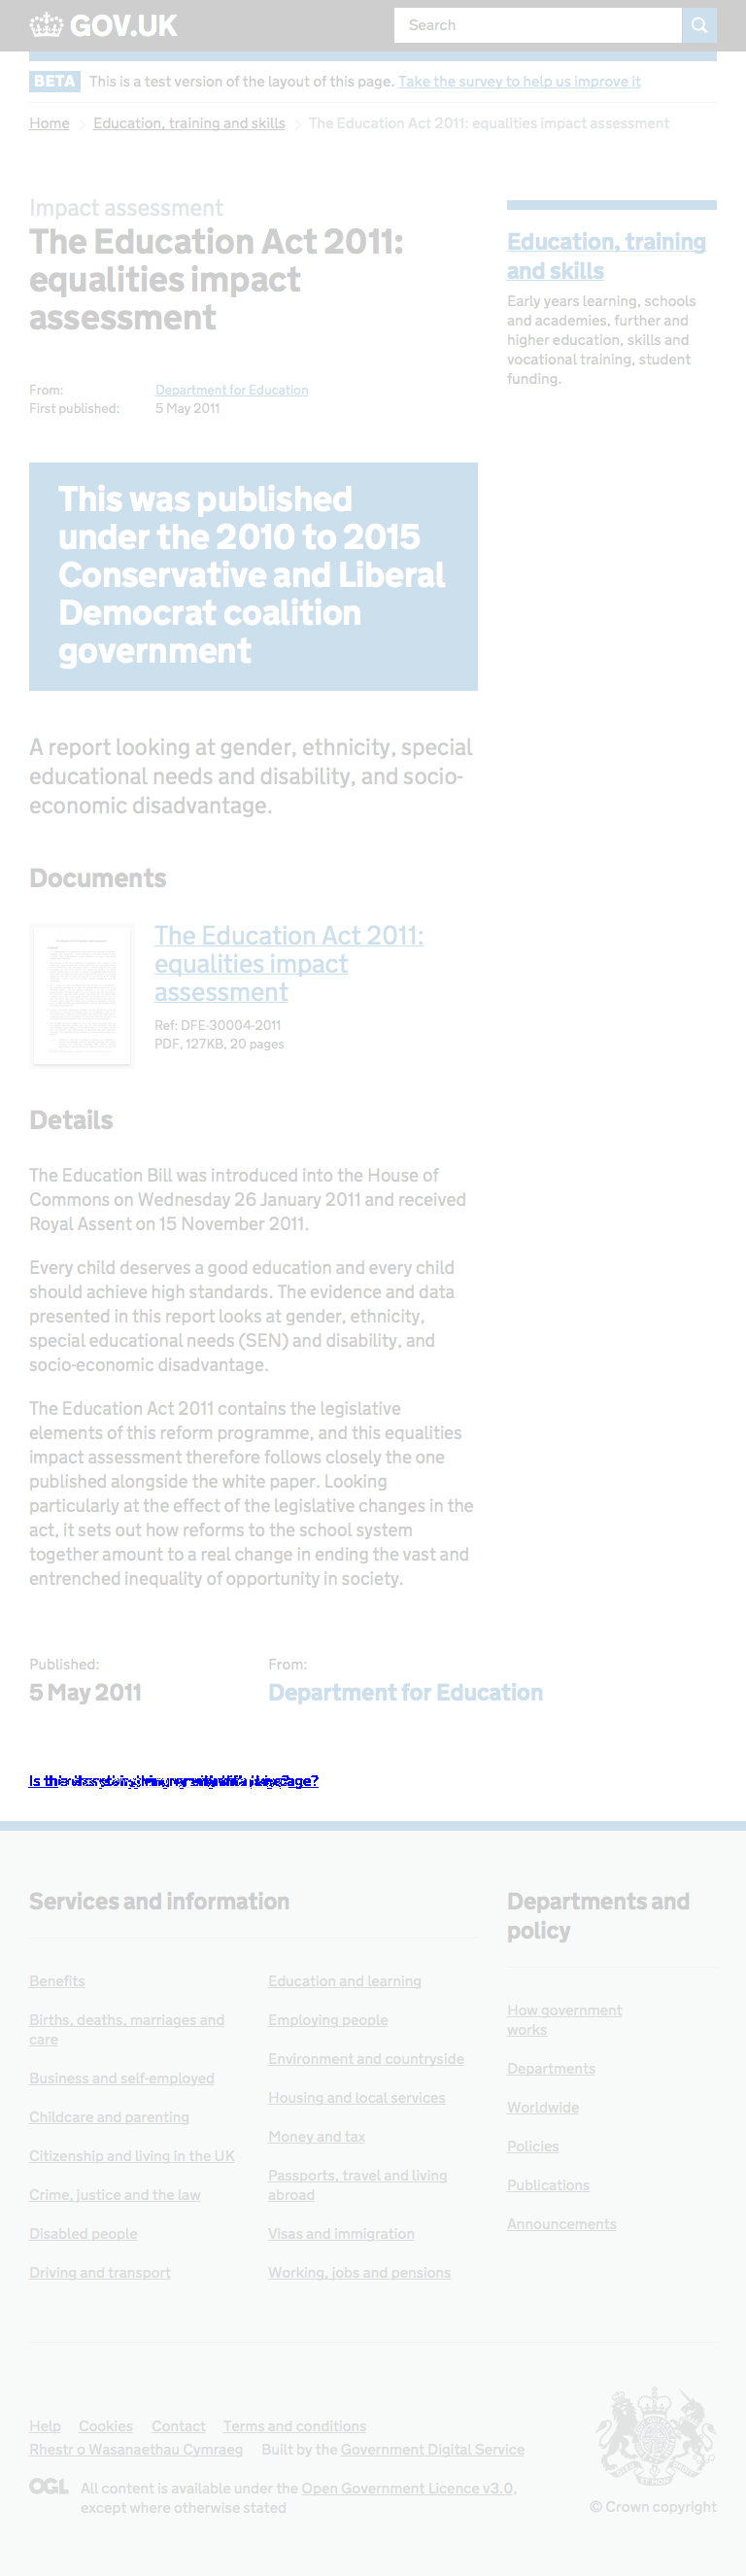 GOV.UK
Search
BETA This is a test version of the layout of this page. Take the survey to help us improve it
Home Education, training and skills The Education Act 2011: equalities impact assessment
Impact assessment
The Education Act 2011:
equalities impact
assessment
Education, training
and skills
Early years learning, schools
and academies, further and
higher education, skills and
vocational training, student
funding.
From: Department for Education
First published: 5 May 2011
This was published
under the 2010 to 2015
Conservative and Liberal
Democrat coalition
government
A report looking at gender, ethnicity, special
educational needs and disability, and socio-
economic disadvantage.
Documents
The Education Act 2011:
equalities impact
assessment
Ref: DFE-30004-2011
PDF, 127KB, 20 pages
Details
The Education Bill was introduced into the House of
Commons on Wednesday 26 January 2011 and received
Royal Assent on 15 November 2011.
Every child deserves a good education and every child
should achieve high standards. The evidence and data
presented in this report looks at gender, ethnicity,
special educational needs (SEN) and disability, and
socio-economic disadvantage.
The Education Act 2011 contains the legislative
elements of this reform programme, and this equalities
impact assessment therefore follows closely the one
published alongside the white paper. Looking
particularly at the effect of the legislative changes in the
act, it sets out how reforms to the school system
together amount to a real change in ending the vast and
entrenched inequality of opportunity in society.
Published: From:
5 May 2011 Department for Education
Services and information
Benefits
Births, deaths, marriages and
care
Business and self-employed
Childcare and parenting
Citizenship and living in the UK
Crime, justice and the law
Disabled people
Driving and transport
Education and learning
Employing people
Environment and countryside
Housing and local services
Money and tax
Passports, travel and living
abroad
Visas and immigration
Working, jobs and pensions
Departments and
policy
How government
works
Departments
Worldwide
Policies
Publications
Announcements
Help Cookies Contact Terms and conditions
Rhestr o Wasanaethau Cymraeg Built by the Government Digital Service
OGL All content is available under the Open Government Licence v3.0,
except where otherwise stated
© Crown copyright